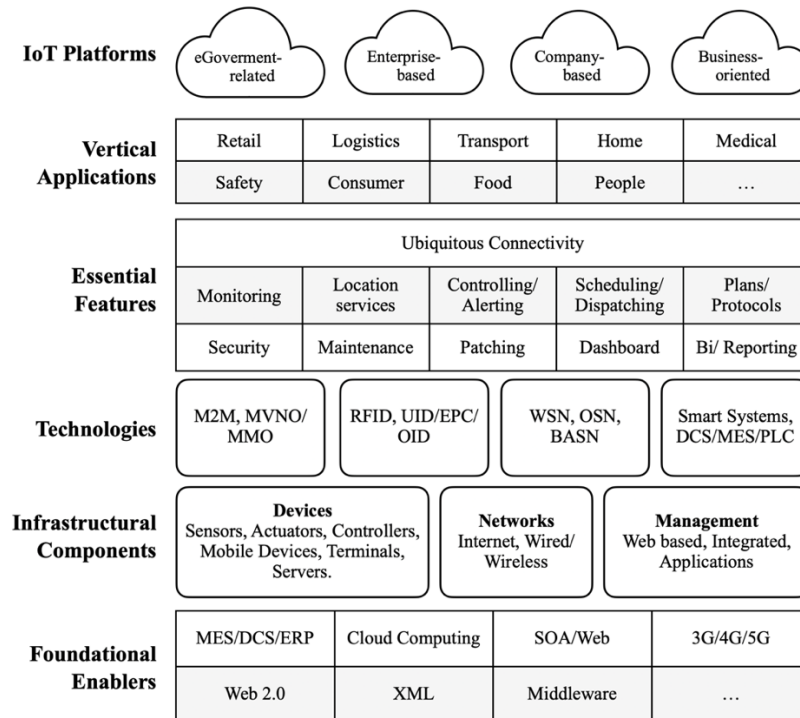 IoT Platforms
eGoverment-
related
Enterprise-
based
Company-
based
Business-
oriented
Vertical
Applications
Retail
Logistics
Transport
Home
Medical
Safety
Consumer
Food
People
…
Essential
Features
Ubiquitous Connectivity
Monitoring
Location
services
Controlling/
Alerting
Scheduling/
Dispatching
Plans/
Protocols
Security
Maintenance
Patching
Dashboard
Bi/ Reporting
Technologies
M2M, MVNO/
MMO
RFID, UID/EPC/
OID
WSN, OSN,
BASN
Smart Systems,
DCS/MES/PLC
Infrastructural
Components
Devices
Sensors, Actuators, Controllers,
Mobile Devices, Terminals,
Servers.
Networks
Internet, Wired/
Wireless
Management
Web based, Integrated,
Applications
Foundational
Enablers
MES/DCS/ERP
Cloud Computing
SOA/Web
3G/4G/5G
Web 2.0
XML
Middleware
…